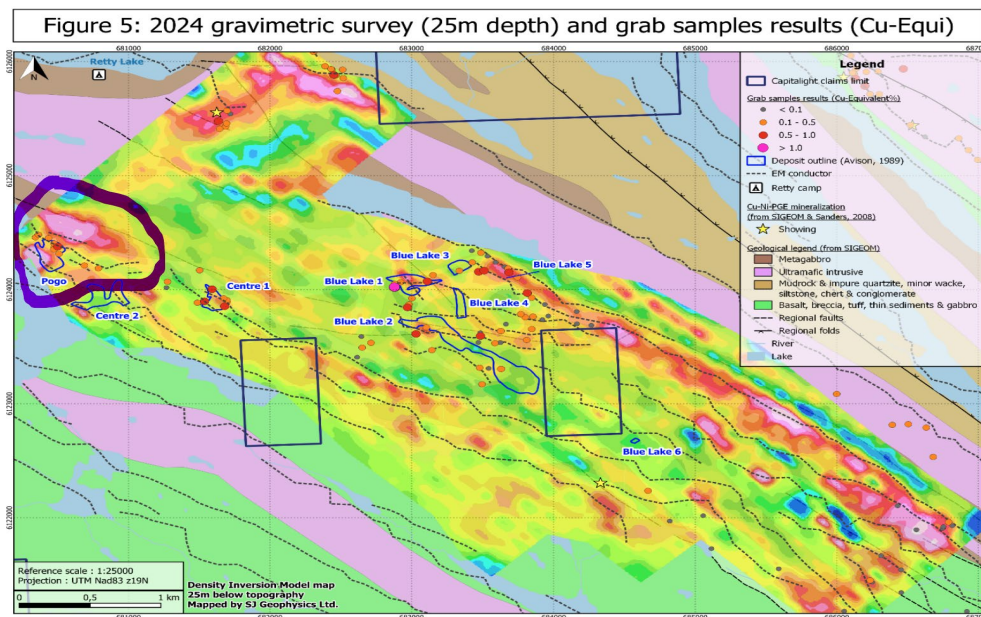 Figure 5: 2024 gravimetric survey (25m depth) and grab samples results (Cu-Equi)
681000 682000 683000 684000 685000 686000 687
6126000
N
Retty Lake
6125000
6124000
6123000
6122000
Pogo
Centre 2
Centre 1
Blue Lake 3
Blue Lake 1
Blue Lake 5
Blue Lake 4
Blue Lake 2
Blue Lake 6
Legend
Capitalight claims limit
Grab samples results (Cu-Equivalent%)
< 0.1
0.1 - 0.5
0.5 - 1.0
> 1.0
Deposit outline (Avison, 1989)
EM conductor
Retty camp
Cu-Ni-PGE mineralization
(from SIGEOM & Sanders, 2008)
Showing
Geological legend (from SIGEOM)
Metagabbro
Ultramafic intrusive
Mudrock & impure quartzite, minor wacke,
siltstone, chert & conglomerate
Basalt, breccia, tuff, thin sediments & gabbro
Regional faults
Regional folds
River
Lake
Reference scale : 1:25000
Projection : UTM Nad83 z19N
0 0,5 1 km
Density Inversion Model map
25m below topography
Mapped by SJ Geophysics Ltd.
681000 682000 683000 684000 685000 686000